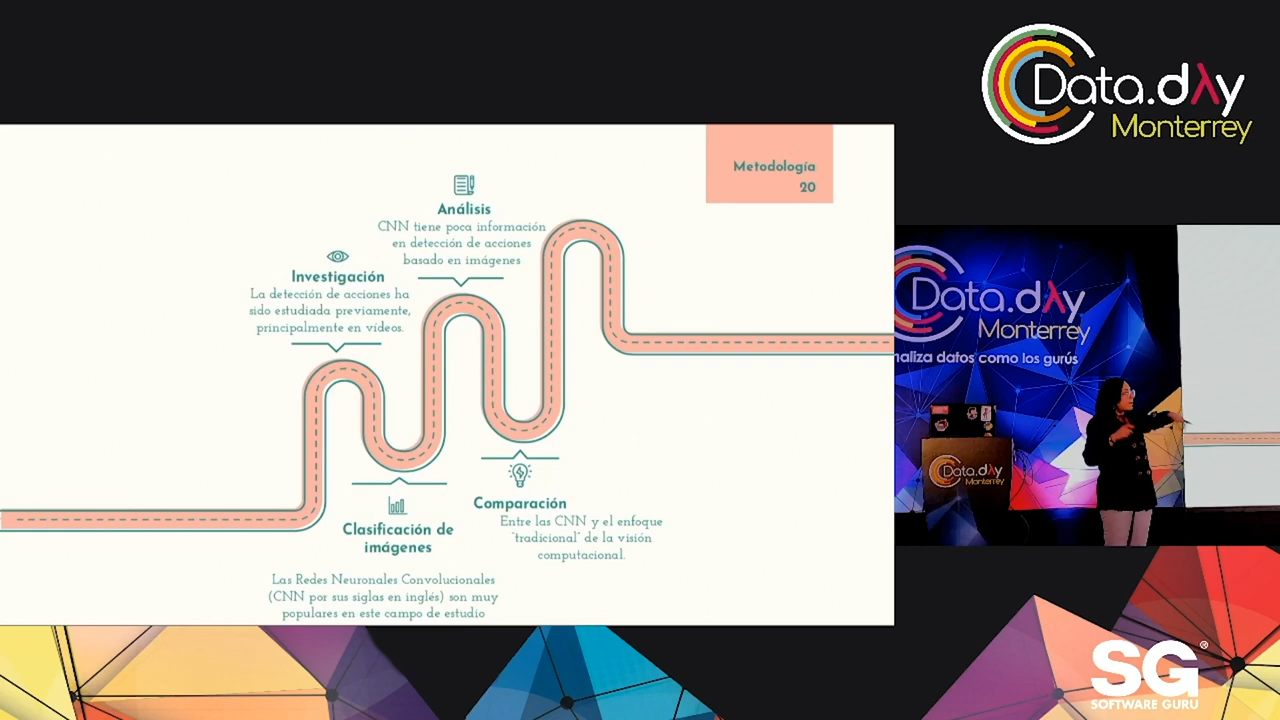 Data.dλy
Monterrey
Metodología
20
Análisis
CNN tiene poca información
en detección de acciones
basado en imágenes
Investigación
La detección de acciones ha
sido estudiada previamente,
principalmente en vídeos.
Clasificación de
imágenes
Las Redes Neuronales Convolucionales
(CNN por sus siglas en inglés) son muy
populares en este campo de estudio
Comparación
Entre las CNN y el enfoque
"tradicional" de la visión
computacional.
Data.dλy
Monterrey
naliza datos como los gurús
Data.dλy
Monterrey
SG®
SOFTWARE GURU